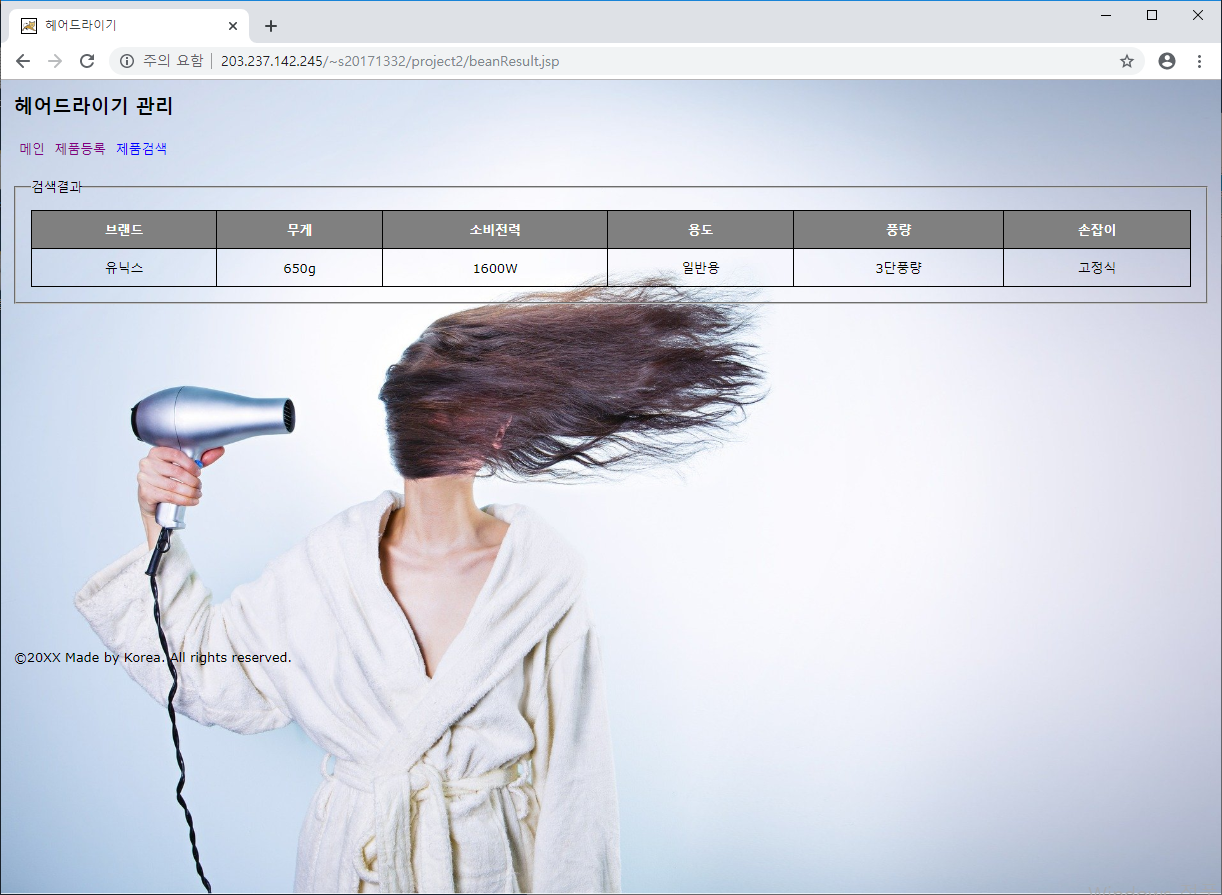 헤어드라이기
주의 요함 | 203.237.142.245/~s20171332/project2/beanResult.jsp
헤어드라이기 관리
메인 제품등록 제품검색
검색결과
브랜드 무게 소비전력 용도 풍량 손잡이
유닉스 650g 1600W 일반용 3단풍량 고정식
©20XX Made by Korea. All rights reserved.